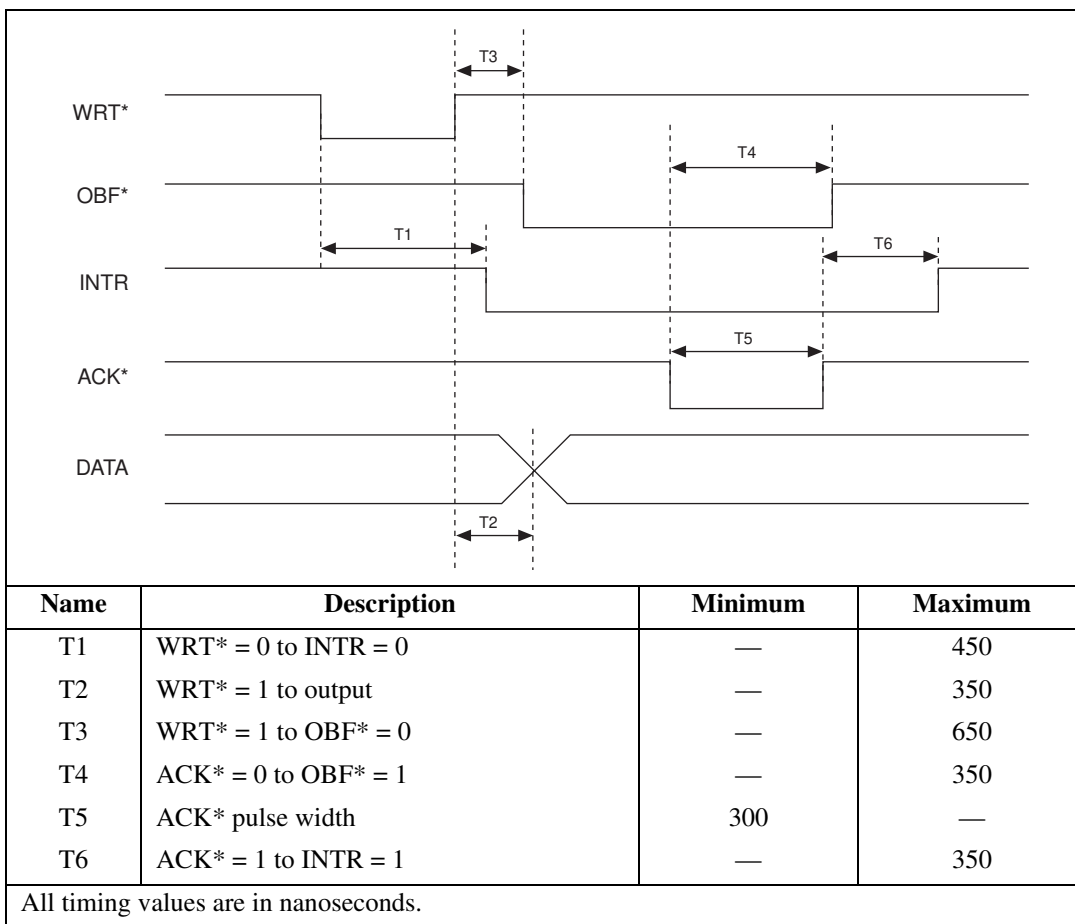 T3
WRT*
T4
OBF*
T1
T6
INTR
T5
ACK*
DATA
T2
Name Description Minimum Maximum
T1 WRT* = 0 to INTR = 0 — 450
T2 WRT* = 1 to output — 350
T3 WRT* = 1 to OBF* = 0 — 650
T4 ACK* = 0 to OBF* = 1 — 350
T5 ACK* pulse width 300 —
T6 ACK* = 1 to INTR = 1 — 350
All timing values are in nanoseconds.